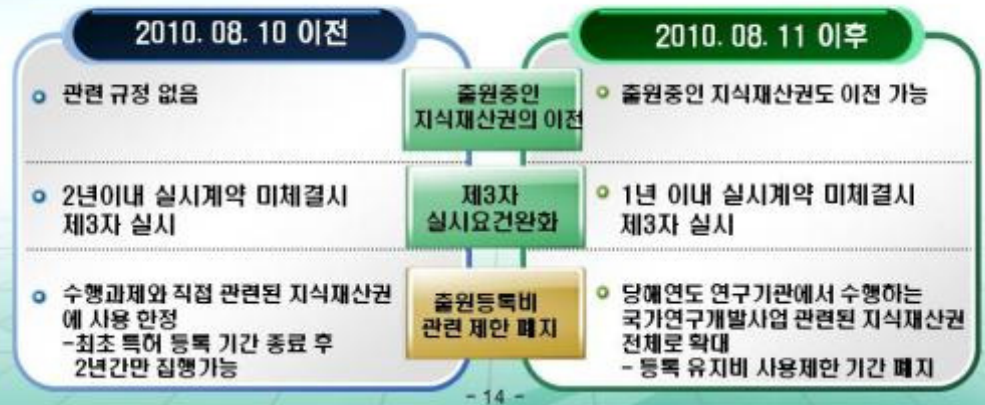 2010. 08. 10 이전
2010. 08. 11 이후
관련 규정 없음
출원중인
지식재산권의 이전
출원중인 지식재산권도 이전 가능
2년이내 실시계약 미체결시
제3자 실시
제3자
실시요건완화
1년 이내 실시계약 미체결시
제3자 실시
수행과제와 직접 관련된 지식재산권
에 사용 한정
-최초 특허 등록 기간 종료 후
2년간만 집행가능
출원등록비
관련 제한 폐지
당해연도 연구기관에서 수행하는
국가연구개발사업 관련된 지식재산권
전체로 확대
- 등록 유지비 사용제한 기간 폐지
- 14 -